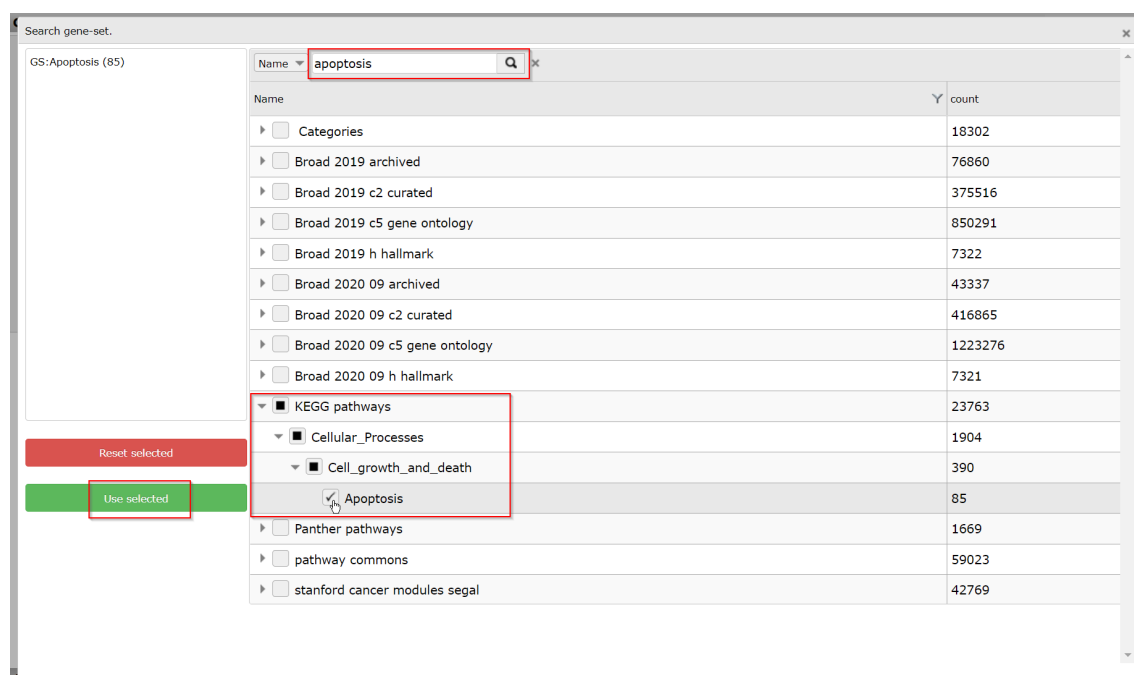 Search gene-set.
GS:Apoptosis (85)
Name apoptosis
Name count
Categories 18302
Broad 2019 archived 76860
Broad 2019 c2 curated 375516
Broad 2019 c5 gene ontology 850291
Broad 2019 h hallmark 7322
Broad 2020 09 archived 43337
Broad 2020 09 c2 curated 416865
Broad 2020 09 c5 gene ontology 1223276
Broad 2020 09 h hallmark 7321
KEGG pathways 23763
Cellular_Processes 1904
Cell_growth_and_death 390
Apoptosis 85
Panther pathways 1669
pathway commons 59023
stanford cancer modules segal 42769
Reset selected
Use selected